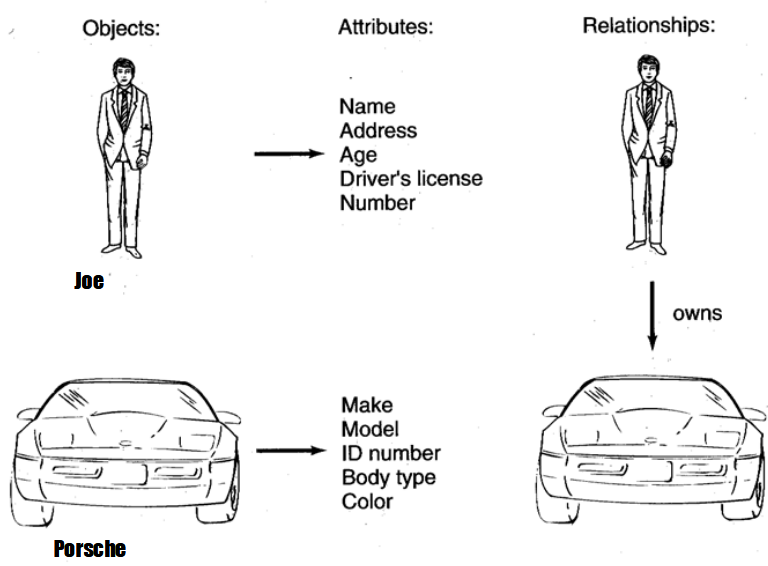 Objects:
Attributes:
Relationships:
Name
Address
Age
Driver's license
Number
Joe
owns
Make
Model
ID number
Body type
Color
Porsche